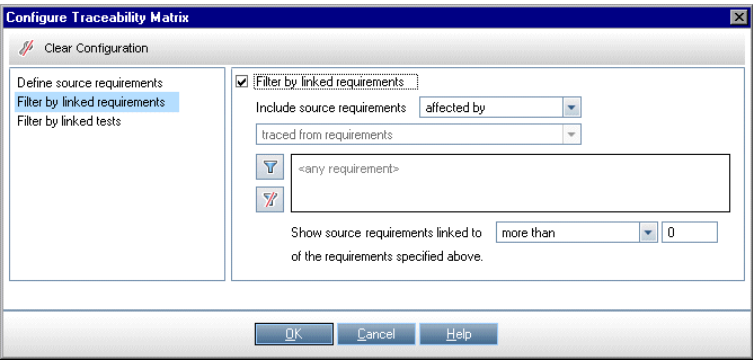 Configure Traceability Matrix
Clear Configuration
Define source requirements
Filter by linked requirements
Filter by linked tests
Filter by linked requirements
Include source requirements affected by
traced from requirements
<any requirement>
Show source requirements linked to more than 0
of the requirements specified above.
OK Cancel Help